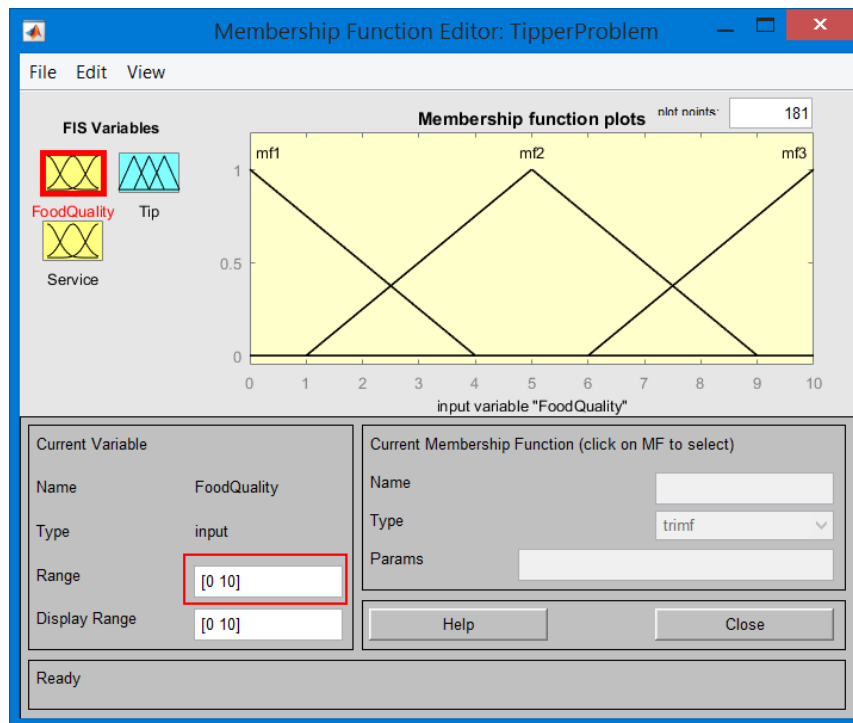 Membership Function Editor: TipperProblem
File Edit View
FIS Variables
FoodQuality
Tip
Service
Membership function plots
plot points:
181
mf1
mf2
mf3
1
0.5
0
0 1 2 3 4 5 6 7 8 9 10
input variable "FoodQuality"
Current Variable
Name FoodQuality
Type input
Range [0 10]
Display Range [0 10]
Current Membership Function (click on MF to select)
Name
Type trimf
Params
Help
Close
Ready